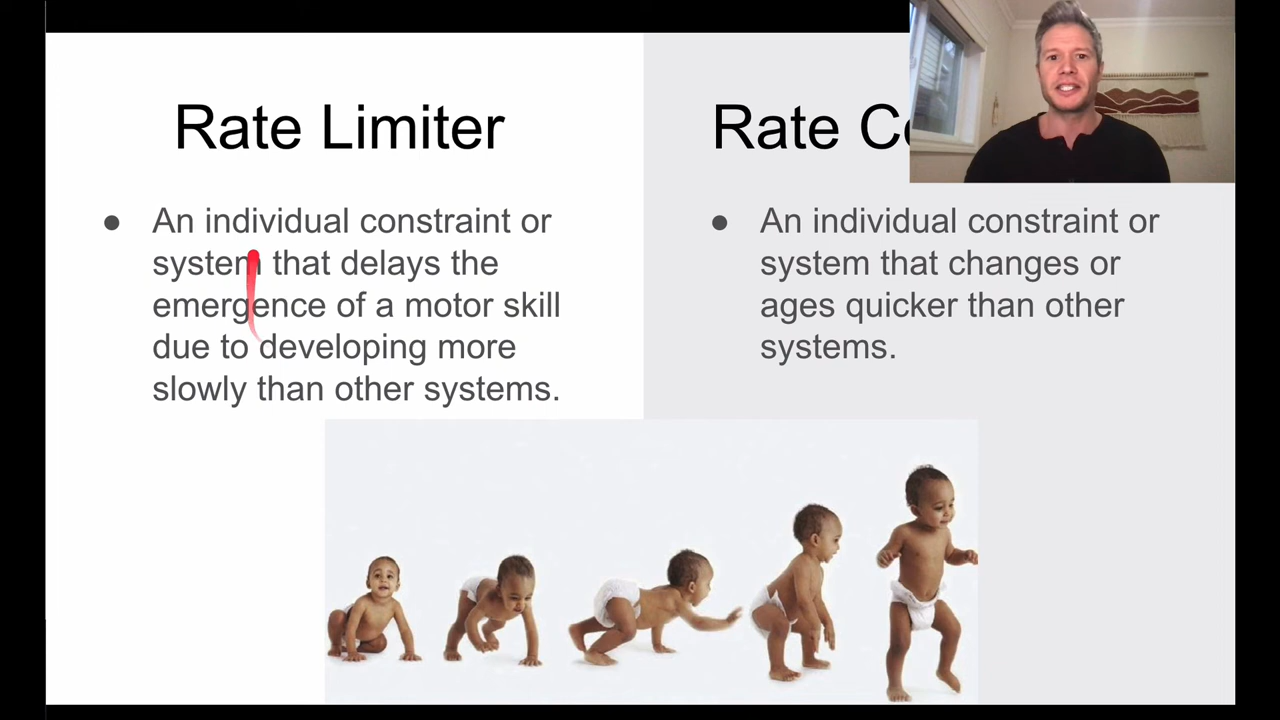 Rate Limiter
● An individual constraint or
system that delays the
emergence of a motor skill
due to developing more
slowly than other systems.
Rate
● An individual constraint or
system that changes or
ages quicker than other
systems.